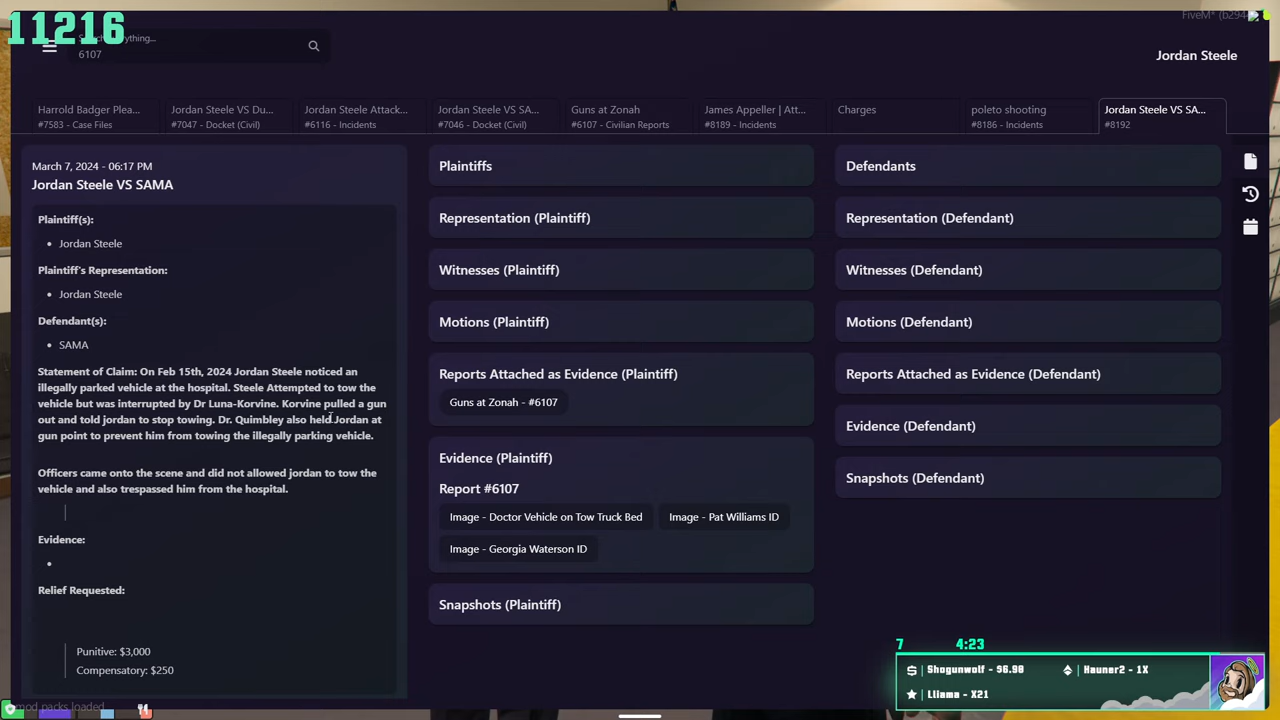 11216
FiveM* (b294
6107
Jordan Steele
Harrold Badger Plea...
#7583 - Case Files
Jordan Steele VS Du...
#7047 - Docket (Civil)
Jordan Steele Attack...
#6116 - Incidents
Jordan Steele VS SA...
#7046 - Docket (Civil)
Guns at Zonah
#6107 - Civilian Reports
James Appeller | Att...
#8189 - Incidents
Charges
poleto shooting
#8186 - Incidents
Jordan Steele VS SA...
#8192
March 7, 2024 - 06:17 PM
Jordan Steele VS SAMA
Plaintiff(s):
Jordan Steele
Plaintiff's Representation:
Jordan Steele
Defendant(s):
SAMA
Statement of Claim: On Feb 15th, 2024 Jordan Steele noticed an
illegally parked vehicle at the hospital. Steele Attempted to tow the
vehicle but was interrupted by Dr Luna-Korvine. Korvine pulled a gun
out and told jordan to stop towing. Dr. Quimbley also held Jordan at
gun point to prevent him from towing the illegally parking vehicle.
Officers came onto the scene and did not allowed jordan to tow the
vehicle and also trespassed him from the hospital.
Evidence:
Relief Requested:
Punitive: $3,000
Compensatory: $250
Plaintiffs
Representation (Plaintiff)
Witnesses (Plaintiff)
Motions (Plaintiff)
Reports Attached as Evidence (Plaintiff)
Guns at Zonah - #6107
Evidence (Plaintiff)
Report #6107
Image - Doctor Vehicle on Tow Truck Bed
Image - Pat Williams ID
Image - Georgia Waterson ID
Snapshots (Plaintiff)
Defendants
Representation (Defendant)
Witnesses (Defendant)
Motions (Defendant)
Reports Attached as Evidence (Defendant)
Evidence (Defendant)
Snapshots (Defendant)
7 4:23
Shogunwolf - $6.90
Hauner2 - 1X
Lllama - X21
mod packs loaded